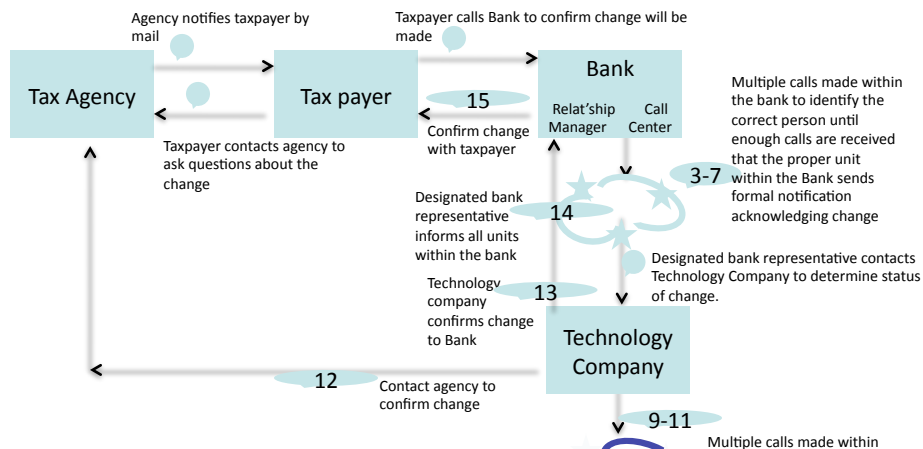 Agency notifies taxpayer by
mail
Taxpayer calls Bank to confirm change will be
made
Tax Agency
Tax payer
Bank
Relat'ship
Manager
Call
Center
15
Confirm change
with taxpayer
Taxpayer contacts agency to
ask questions about the
change
Multiple calls made within
the bank to identify the
correct person until
enough calls are received
that the proper unit
within the Bank sends
formal notification
acknowledging change
3-7
Designated bank
representative
informs all units
within the bank
14
Designated bank representative contacts
Technology Company to determine status
of change.
Technology
company
confirms change
to Bank
13
Technology
Company
12
Contact agency to
confirm change
9-11
Multiple calls made within